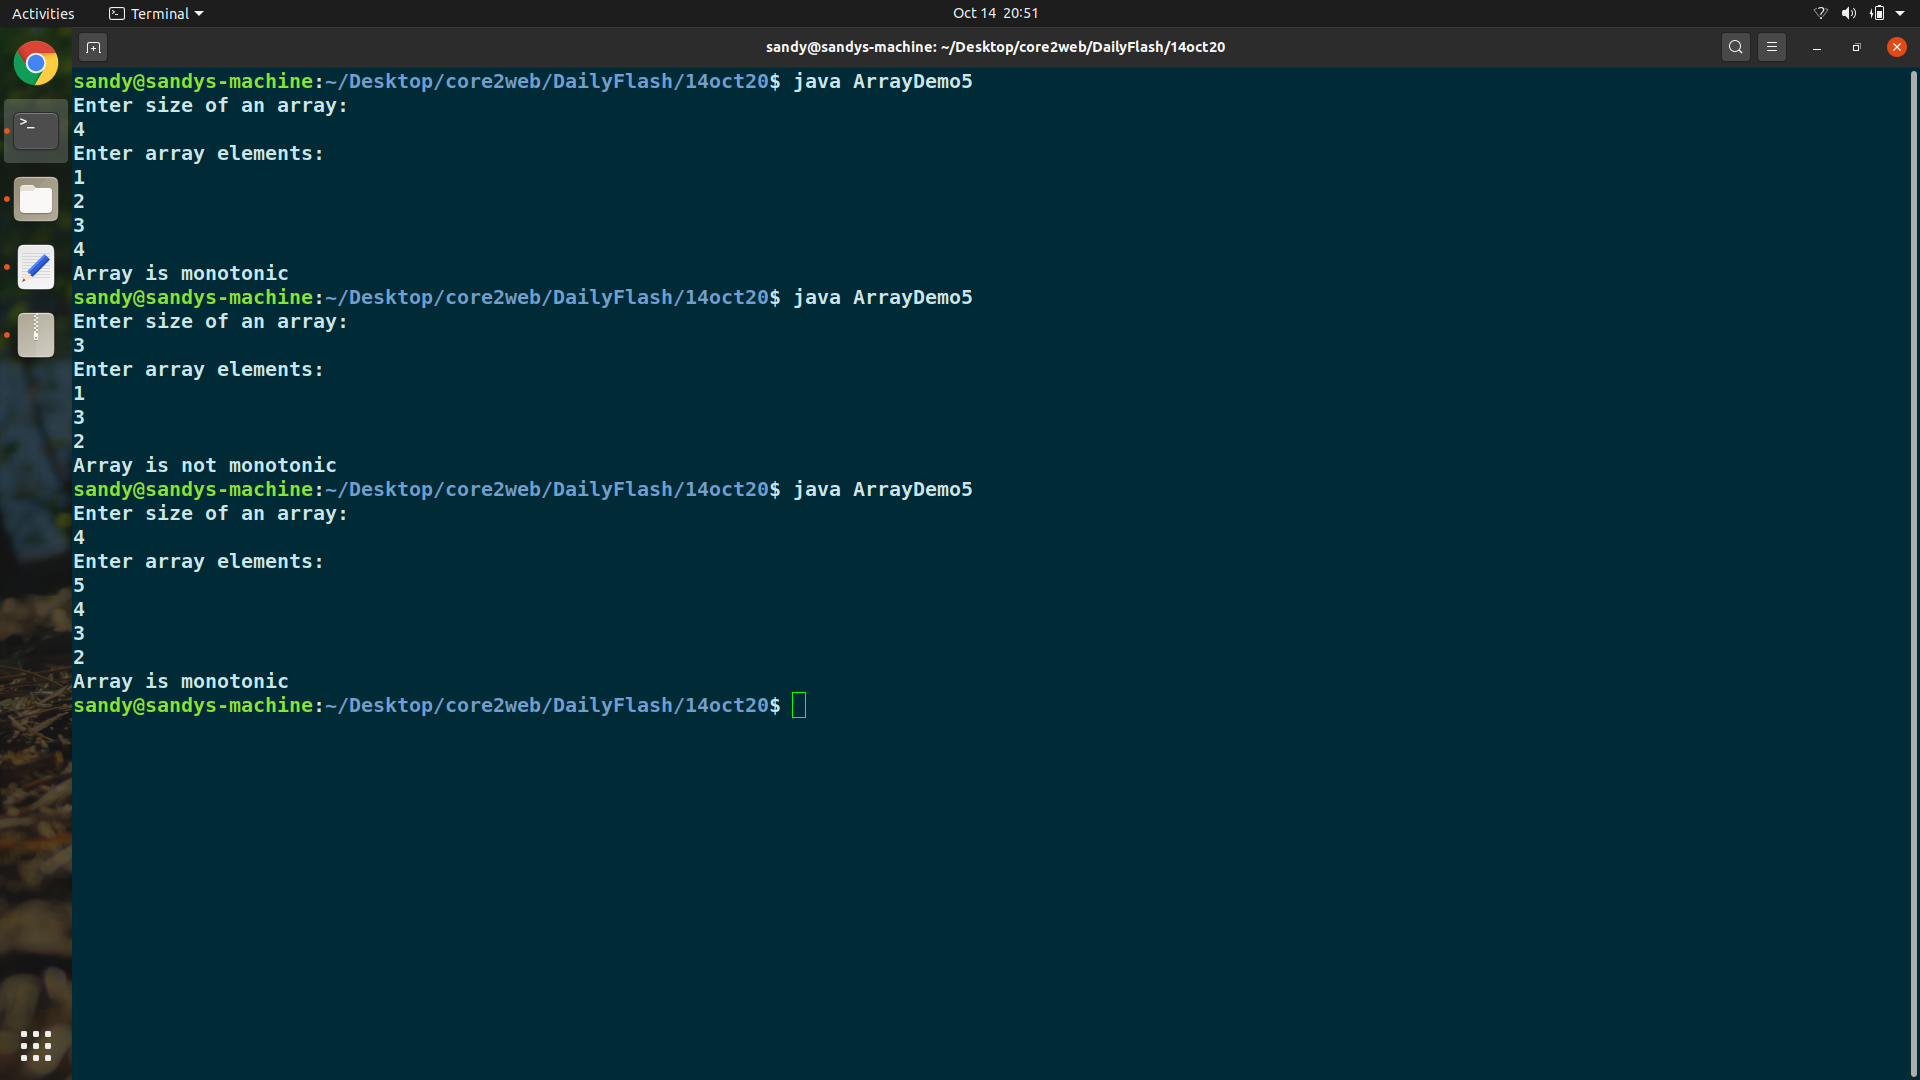 Activities
Terminal
Oct 14 20:51
sandy@sandys-machine: ~/Desktop/core2web/DailyFlash/14oct20
sandy@sandys-machine:~/Desktop/core2web/DailyFlash/14oct20$ java ArrayDemo5
Enter size of an array:
4
Enter array elements:
1
2
3
4
Array is monotonic
sandy@sandys-machine:~/Desktop/core2web/DailyFlash/14oct20$ java ArrayDemo5
Enter size of an array:
3
Enter array elements:
1
3
2
Array is not monotonic
sandy@sandys-machine:~/Desktop/core2web/DailyFlash/14oct20$ java ArrayDemo5
Enter size of an array:
4
Enter array elements:
5
4
3
2
Array is monotonic
sandy@sandys-machine:~/Desktop/core2web/DailyFlash/14oct20$